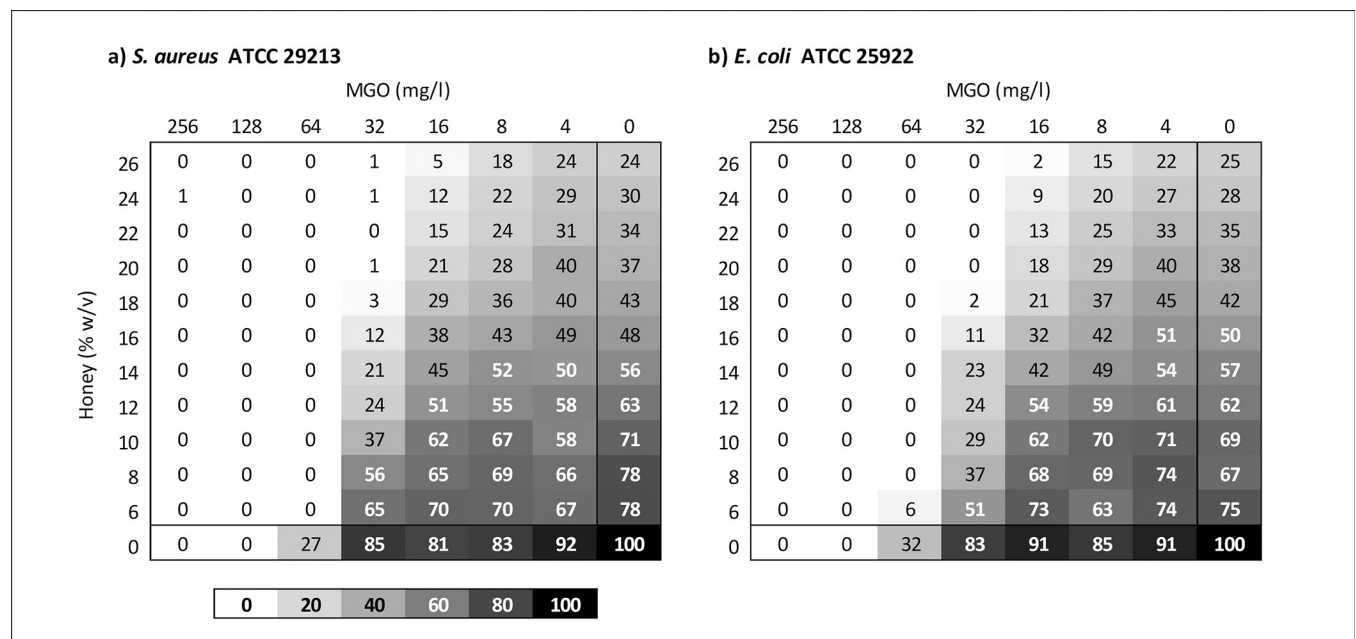 a) S. aureus ATCC 29213 b) E. coli ATCC 25922
MGO (mg/l) MGO (mg/l)
256 128 64 32 16 8 4 0 256 128 64 32 16 8 4 0
26 0 0 0 1 5 18 24 24 26 0 0 0 0 2 15 22 25
24 1 0 0 1 12 22 29 30 24 0 0 0 0 9 20 27 28
22 0 0 0 0 15 24 31 34 22 0 0 0 0 13 25 33 35
20 0 0 0 1 21 28 40 37 20 0 0 0 0 18 29 40 38
18 0 0 0 3 29 36 40 43 18 0 0 0 2 21 37 45 42
16 0 0 0 12 38 43 49 48 16 0 0 0 11 32 42 51 50
14 0 0 0 21 45 52 50 56 14 0 0 0 23 42 49 54 57
12 0 0 0 24 51 55 58 63 12 0 0 0 24 54 59 61 62
10 0 0 0 37 62 67 58 71 10 0 0 0 29 62 70 71 69
8 0 0 0 56 65 69 66 78 8 0 0 0 37 68 69 74 67
6 0 0 0 65 70 70 67 78 6 0 0 6 51 73 63 74 75
0 0 0 27 85 81 83 92 100 0 0 0 32 83 91 85 91 100
Honey (% w/v)
0 20 40 60 80 100